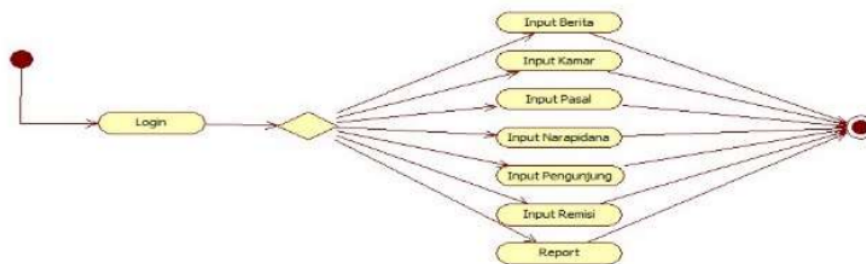 Input Berita
Input Kamar
Input Pasal
Login
Input Narapidana
Input Pengunjung
Input Remisi
Report